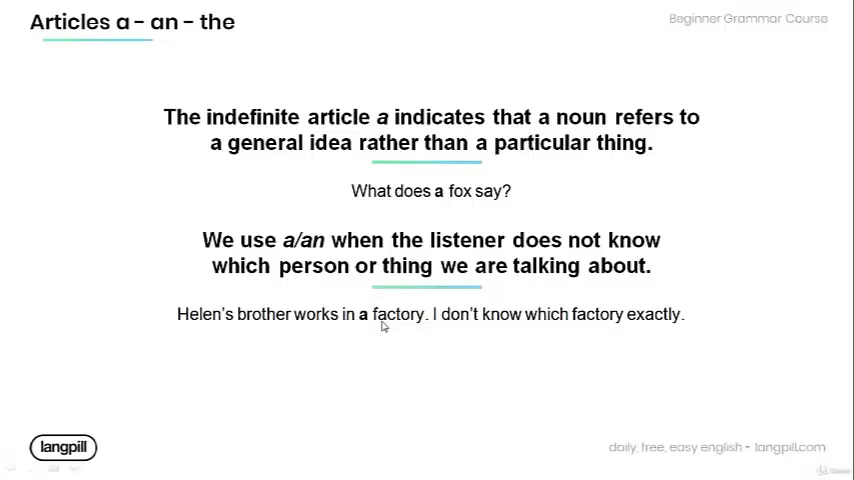 Articles a – an – the
Beginner Grammar Course
The indefinite article a indicates that a noun refers to
a general idea rather than a particular thing.
What does a fox say?
We use a/an when the listener does not know
which person or thing we are talking about.
Helen's brother works in a factory. I don't know which factory exactly.
langpill
daily, free, easy english – langpill.com